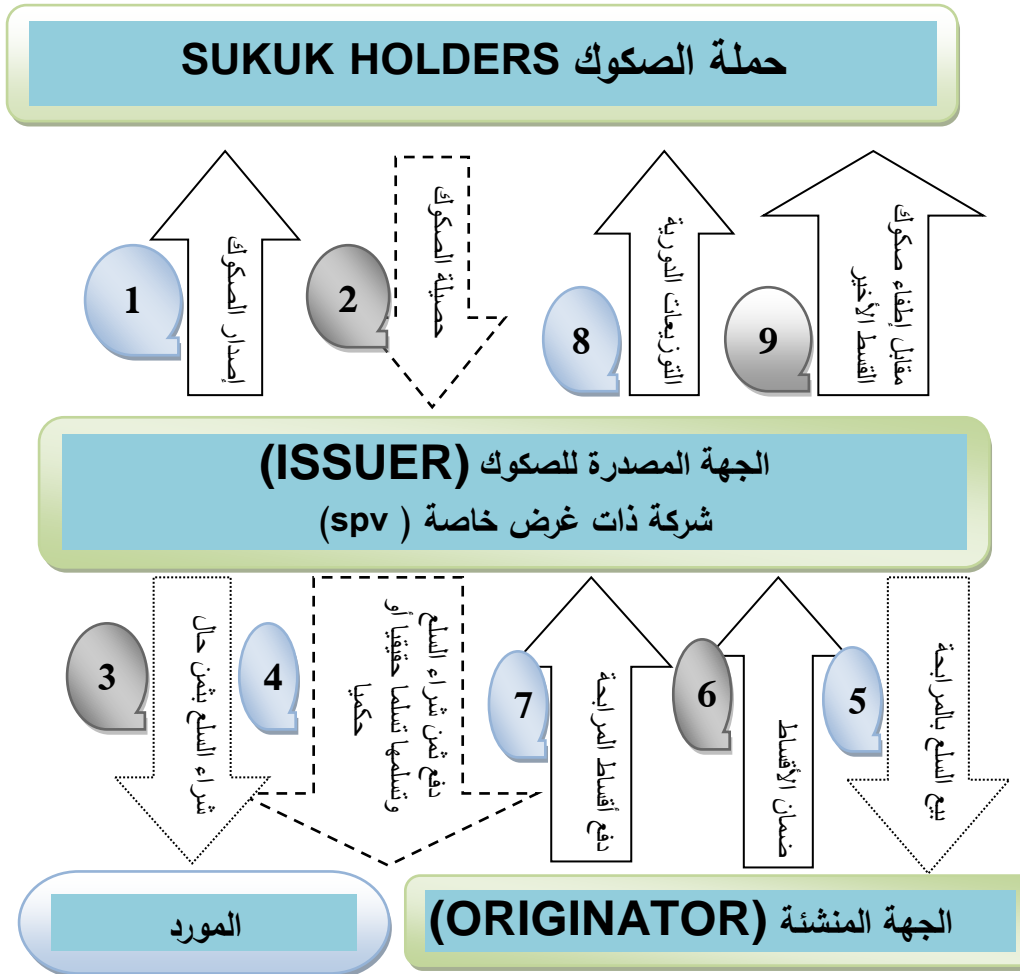 حملة الصكوك SUKUK HOLDERS
1
إصدار الصكوك
2
حصيلة الصكوك
8
التوزيعات الدورية
9
مقابل إطفاء صكوك
القسط الأخير
الجهة المصدرة للصكوك (ISSUER)
شركة ذات غرض خاصة ( spv)
3
شراء السلع بثمن حال
4
دفع ثمن شراء السلع
وتسلمها تسلما حقيقيا أو
حكميا
7
دفع أقساط المرابحة
6
ضمان الأقساط
5
بيع السلع بالمرابحة
المورد
الجهة المنشئة (ORIGINATOR)